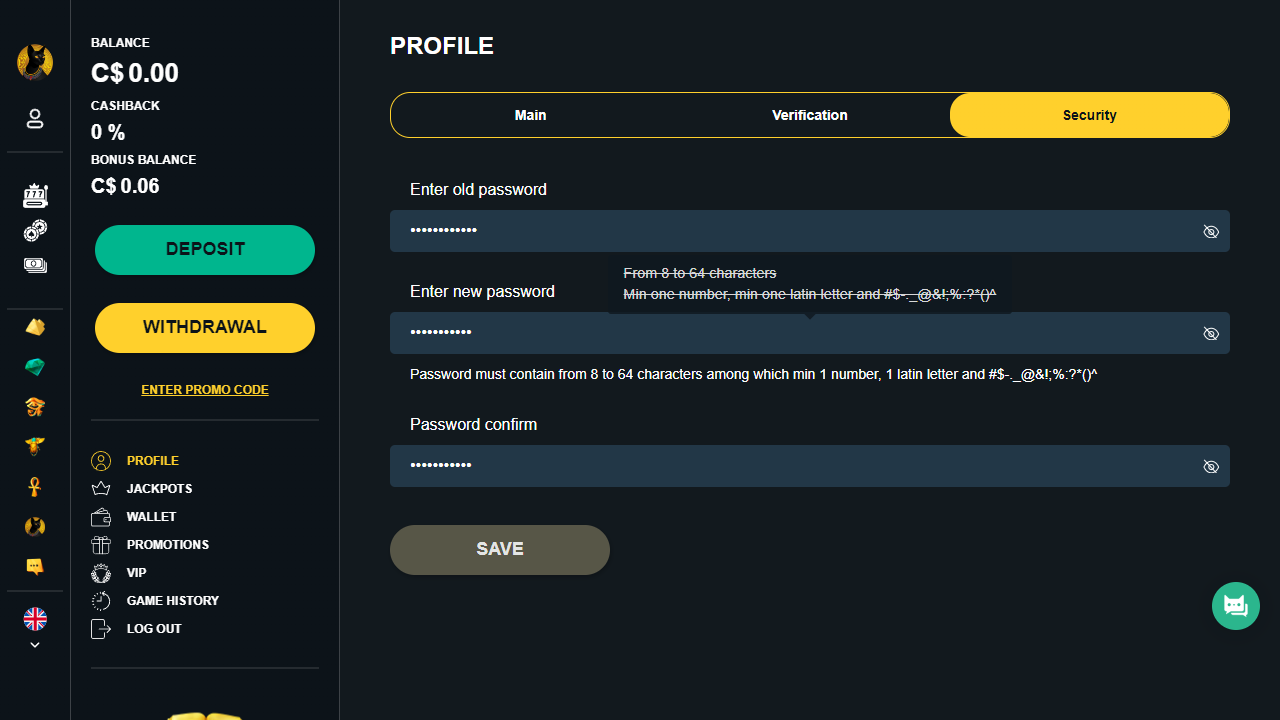 BALANCE
C$ 0.00
CASHBACK
0 %
BONUS BALANCE
C$ 0.06
DEPOSIT
WITHDRAWAL
ENTER PROMO CODE
PROFILE
JACKPOTS
WALLET
PROMOTIONS
VIP
GAME HISTORY
LOG OUT
PROFILE
Main
Verification
Security
Enter old password
••••••••••••
From 8 to 64 characters
Min one number, min one latin letter and #$-._@&!;%:?*()^
Enter new password
•••••••••••
Password must contain from 8 to 64 characters among which min 1 number, 1 latin letter and #$-._@&!;%:?*()^
Password confirm
•••••••••••
SAVE